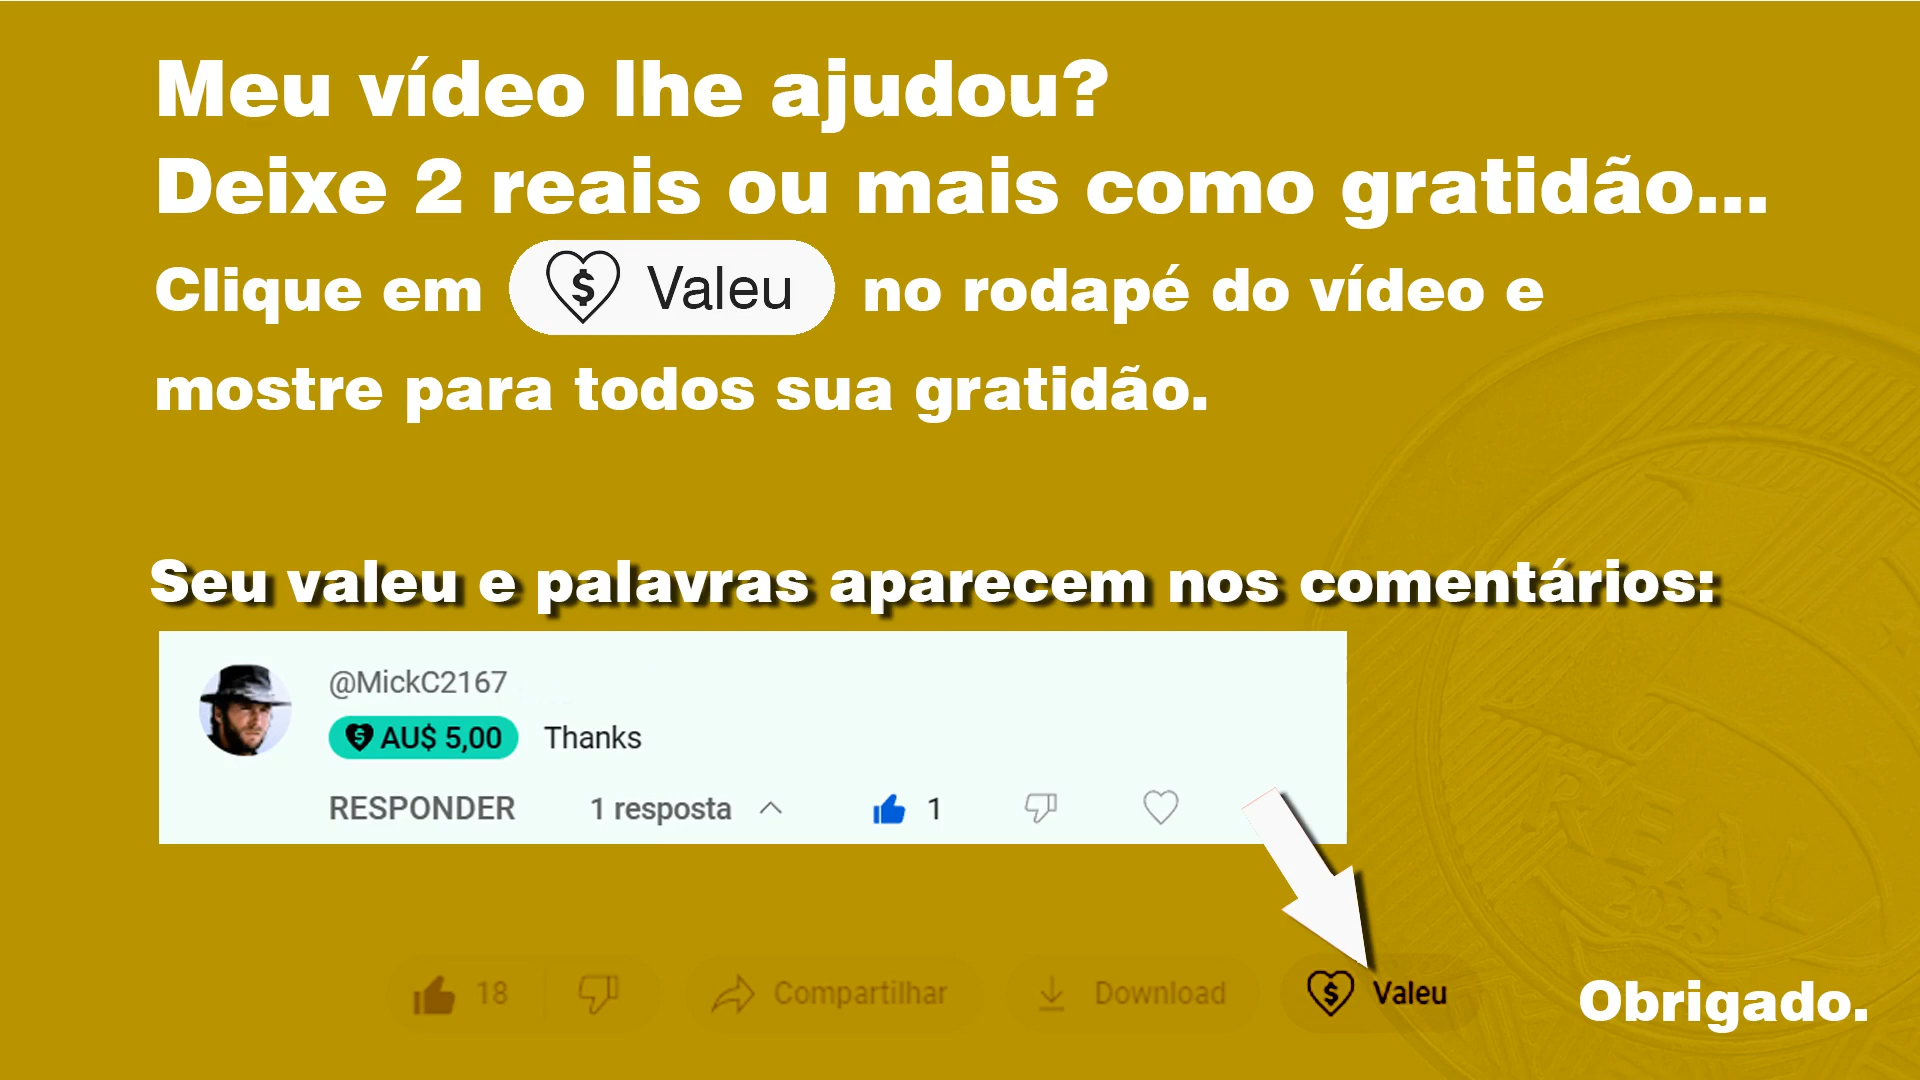 Meu vídeo lhe ajudou?
Deixe 2 reais ou mais como gratidão...
Clique em $ Valeu no rodapé do vídeo e
mostre para todos sua gratidão.
Seu valeu e palavras aparecem nos comentários:
@MickC2167
$ AU$ 5,00 Thanks
RESPONDER 1 resposta 1
18 Compartilhar Download $ Valeu
Obrigado.
REAL